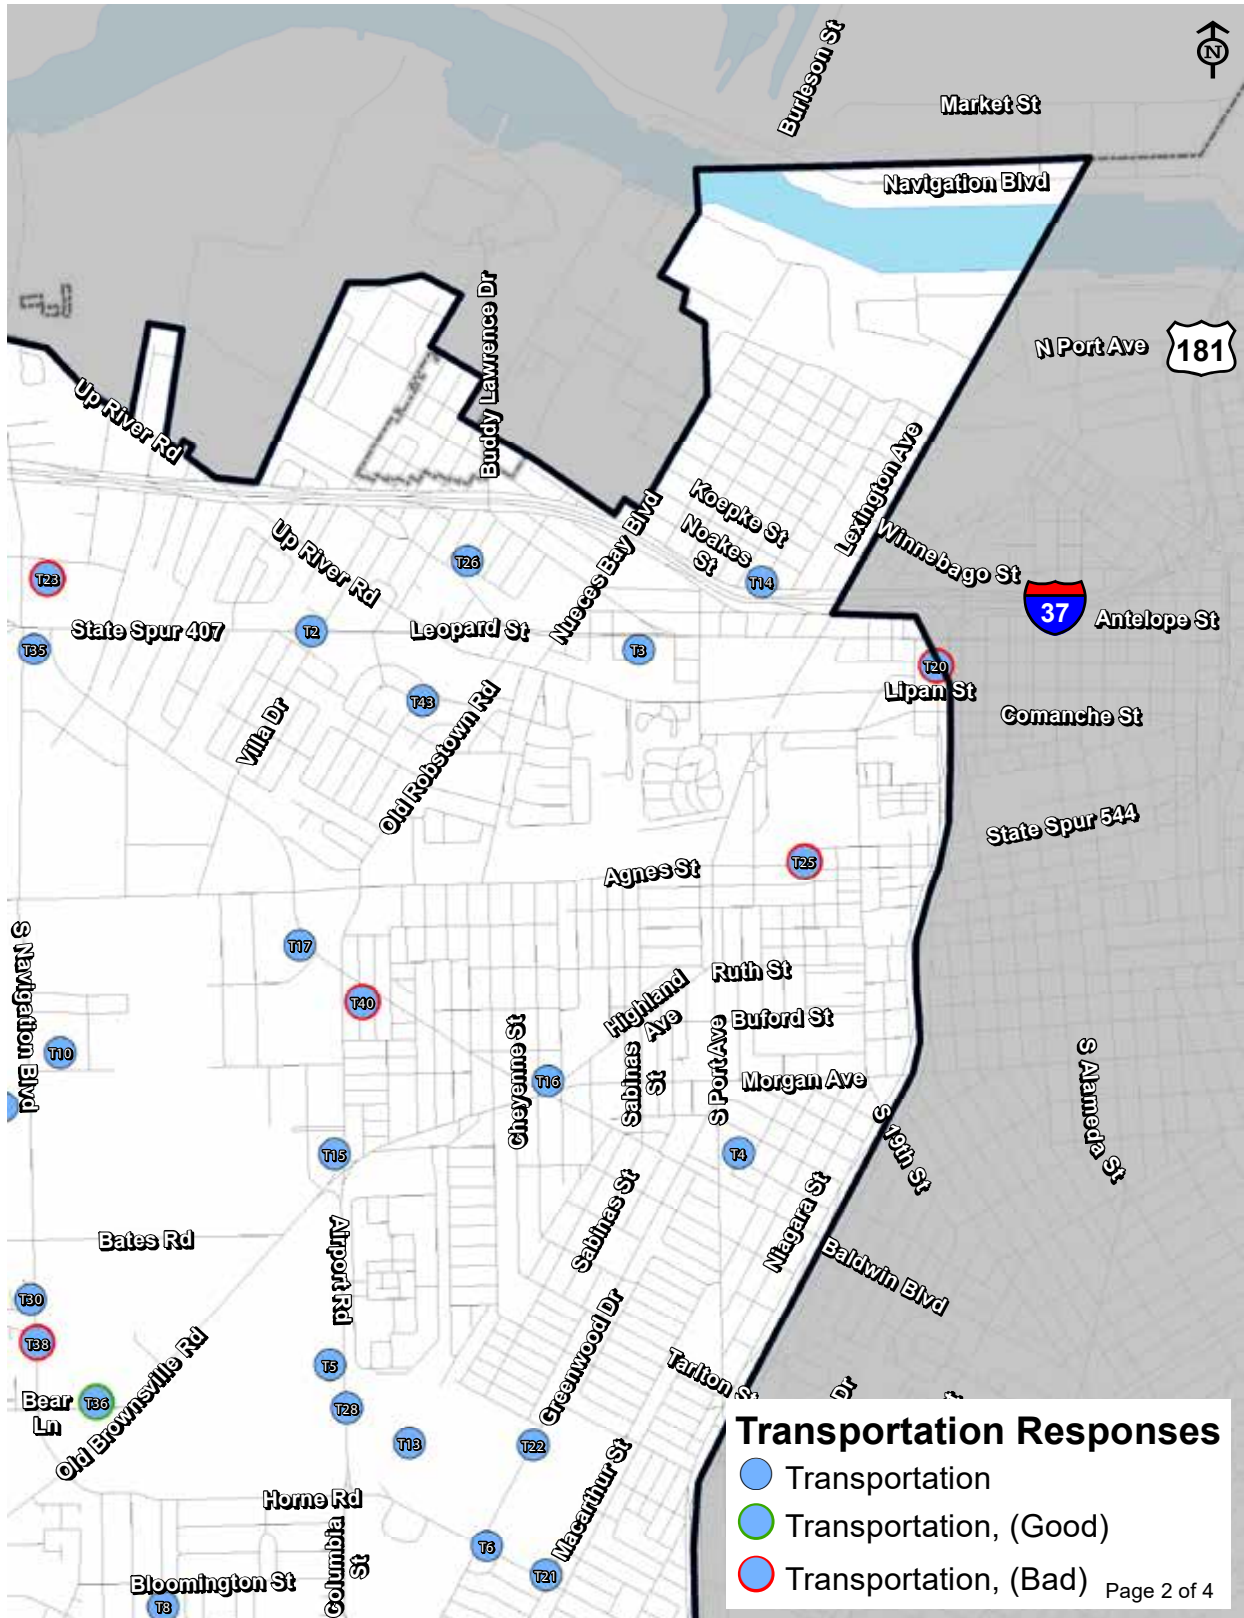 Burleson St
N
Market St
Navigation Blvd
Buddy Lawrence Dr
N Port Ave
181
Up River Rd
Lexington Ave
Koepke St
Noakes
St
Winnebago St
Nueces Bay Blvd
Up River Rd
T26
T23
T14
37
Antelope St
State Spur 407
T2
Leopard St
T35
T3
T20
Lipan St
T43
Comanche St
Villa Dr
Old Robstown Rd
State Spur 544
T25
Agnes St
S Navigation Blvd
T17
Ruth St
Highland
Ave
T40
Buford St
T10
Cheyenne St
Sabinas
St
S Port Ave
T16
Morgan Ave
S Alameda St
S 19th St
T15
T4
Sabinas St
Niagara St
Bates Rd
Airport Rd
Baldwin Blvd
T30
T38
Old Brownsville Rd
Greenwood Dr
T5
Tarlton St
Dr
Bear
Ln
T36
T28
T13
T22
Macarthur St
Horne Rd
Columbia
St
T6
T21
Bloomington St
T8
Transportation Responses
Transportation
Transportation, (Good)
Transportation, (Bad)
Page 2 of 4